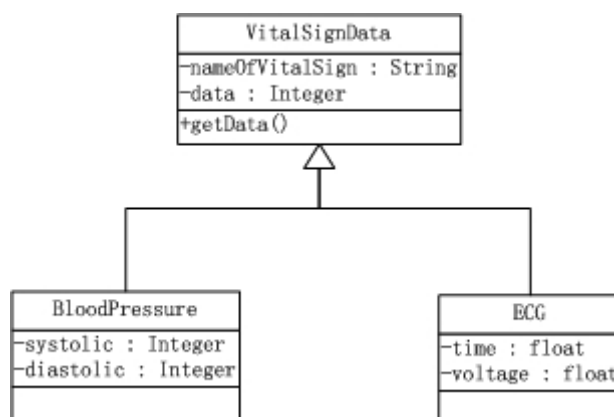 VitalSignData
-nameOfVitalSign : String
-data : Integer
+getData()
BloodPressure
-systolic : Integer
-diastolic : Integer
ECG
-time : float
-voltage : float